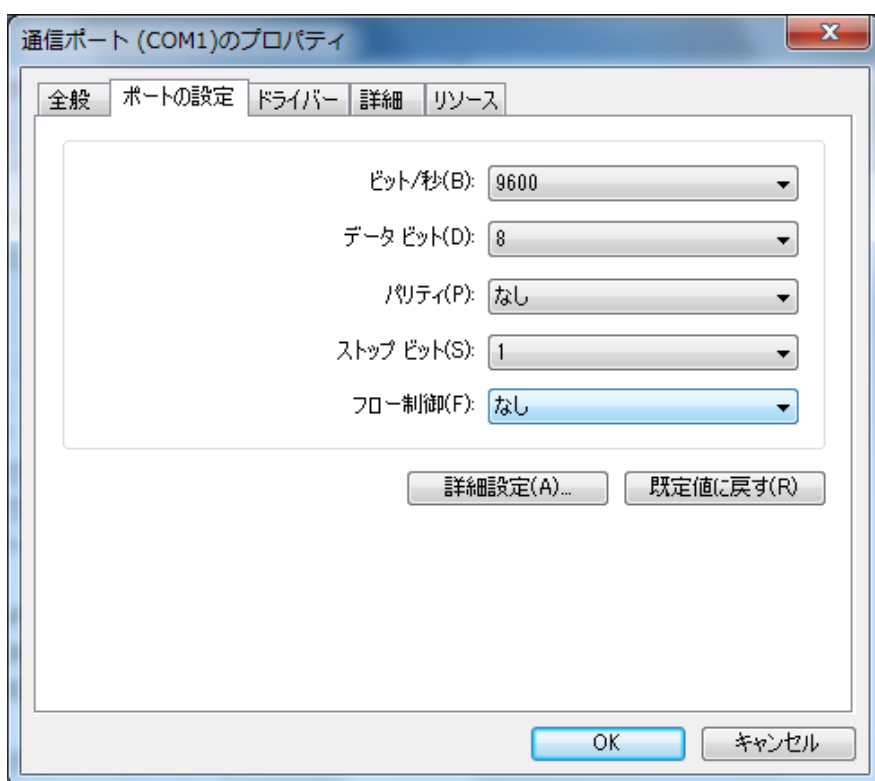 通信ポート (COM1)のプロパティ
全般 ポートの設定 ドライバー 詳細 リソース
ビット/秒(B): 9600
データ ビット(D): 8
パリティ(P): なし
ストップ ビット(S): 1
フロー制御(F): なし
詳細設定(A)... 既定値に戻す(R)
OK キャンセル